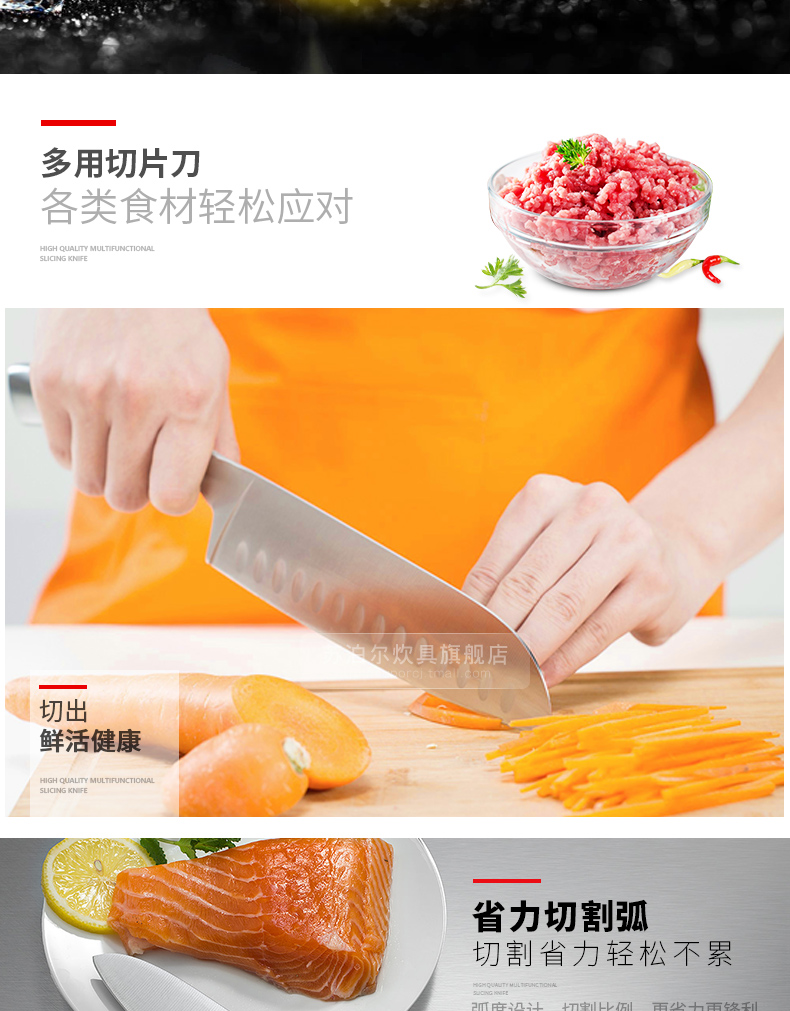 多用切片刀
各类食材轻松应对
HIGH QUALITY MULTIFUNCTIONAL
SLICING KNIFE
泊尔炊具旗舰店
.tmall.com
切出
鲜活健康
HIGH QUALITY MULTIFUNCTIONAL
SLICING KNIFE
省力切割弧
切割省力轻松不累
HIGH QUALITY MULTIFUNCTIONAL
SLICING KNIFE
弧度设计，切割比例，更省力更锋利